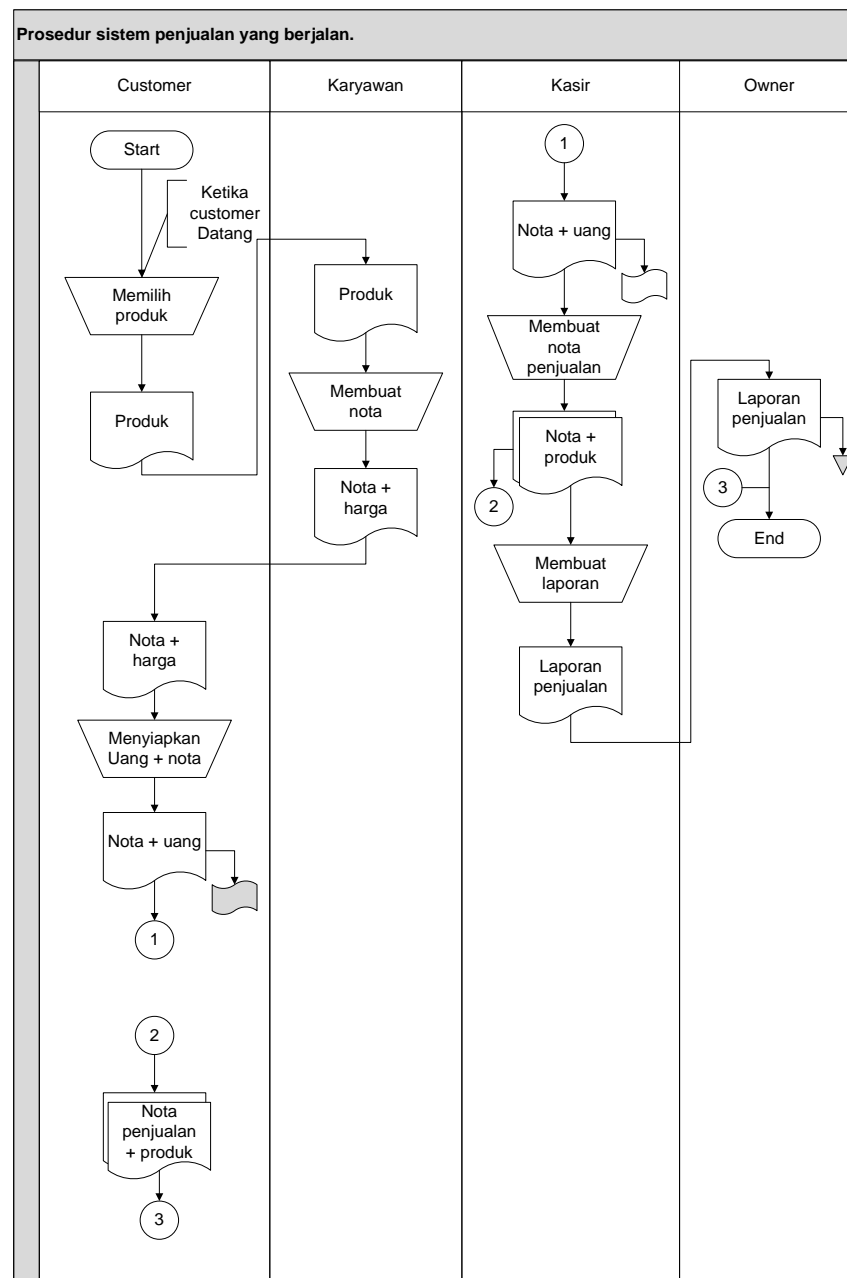 Prosedur sistem penjualan yang berjalan.
Customer
Karyawan
Kasir
Owner
Start
Ketika
customer
Datang
Memilih
produk
Produk
Produk
Membuat
nota
Nota +
harga
Nota +
harga
Menyiapkan
Uang + nota
Nota + uang
1
2
Nota
penjualan
+ produk
3
1
Nota + uang
Membuat
nota
penjualan
Nota +
produk
2
Membuat
laporan
Laporan
penjualan
Laporan
penjualan
3
End